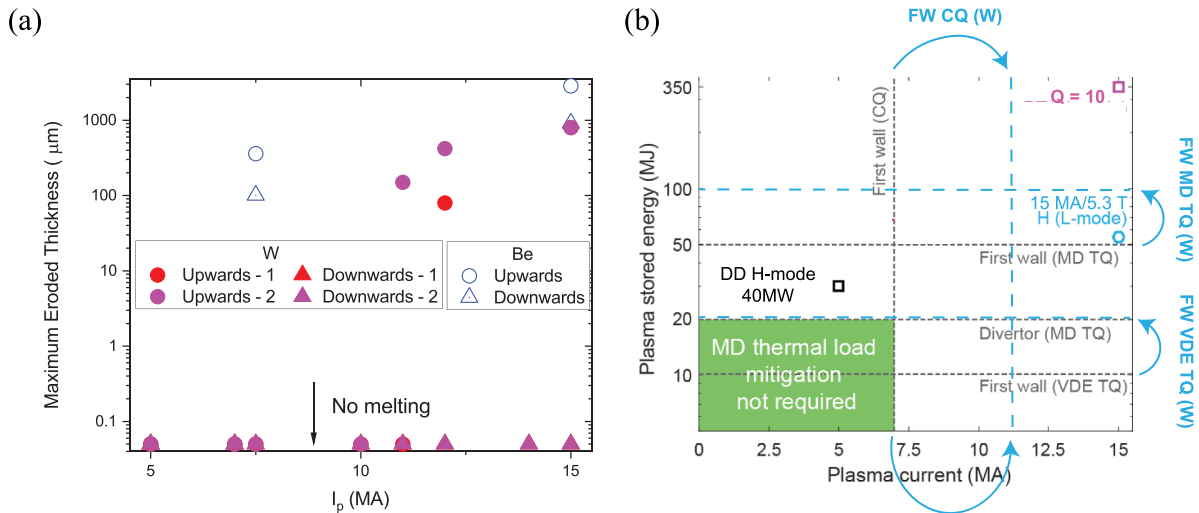 (a)
Maximum Eroded Thickness ( μm)
1000
100
10
1
0.1
W
Upwards - 1
Downwards - 1
Upwards - 2
Downwards - 2
Be
Upwards
Downwards
No melting
5
10
15
Ip (MA)
(b)
FW CQ (W)
Plasma stored energy (MJ)
350
100
50
20
10
First wall (CQ)
Q = 10
15 MA/5.3 T
H (L-mode)
First wall (MD TQ)
DD H-mode
40MW
Divertor (MD TQ)
First wall (VDE TQ)
MD thermal load
mitigation
not required
FW MD TQ (W)
FW VDE TQ (W)
0
2.5
5
7.5
10
12.5
15
Plasma current (MA)